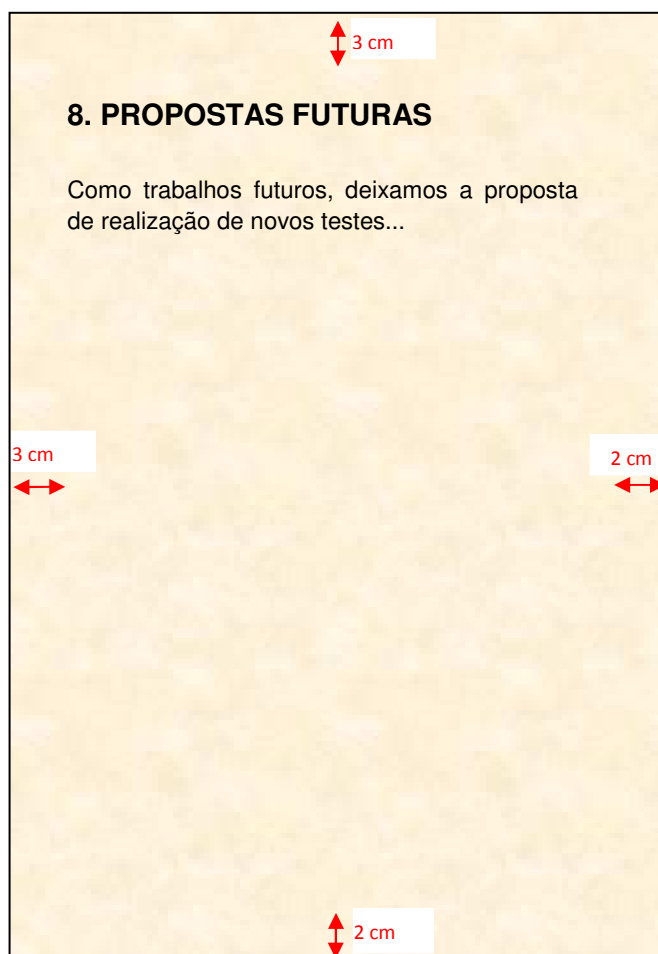 3 cm
8. PROPOSTAS FUTURAS
Como trabalhos futuros, deixamos a proposta
de realização de novos testes...
3 cm
2 cm
2 cm